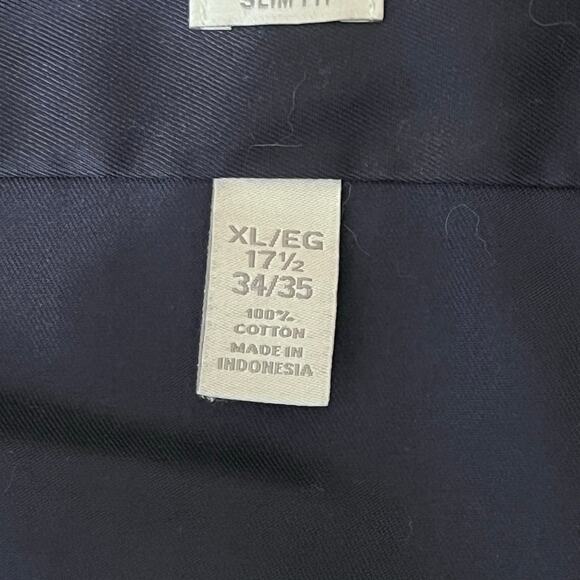 SLIM FIT
XL/EG
17½
34/35
100%
COTTON
MADE IN
INDONESIA